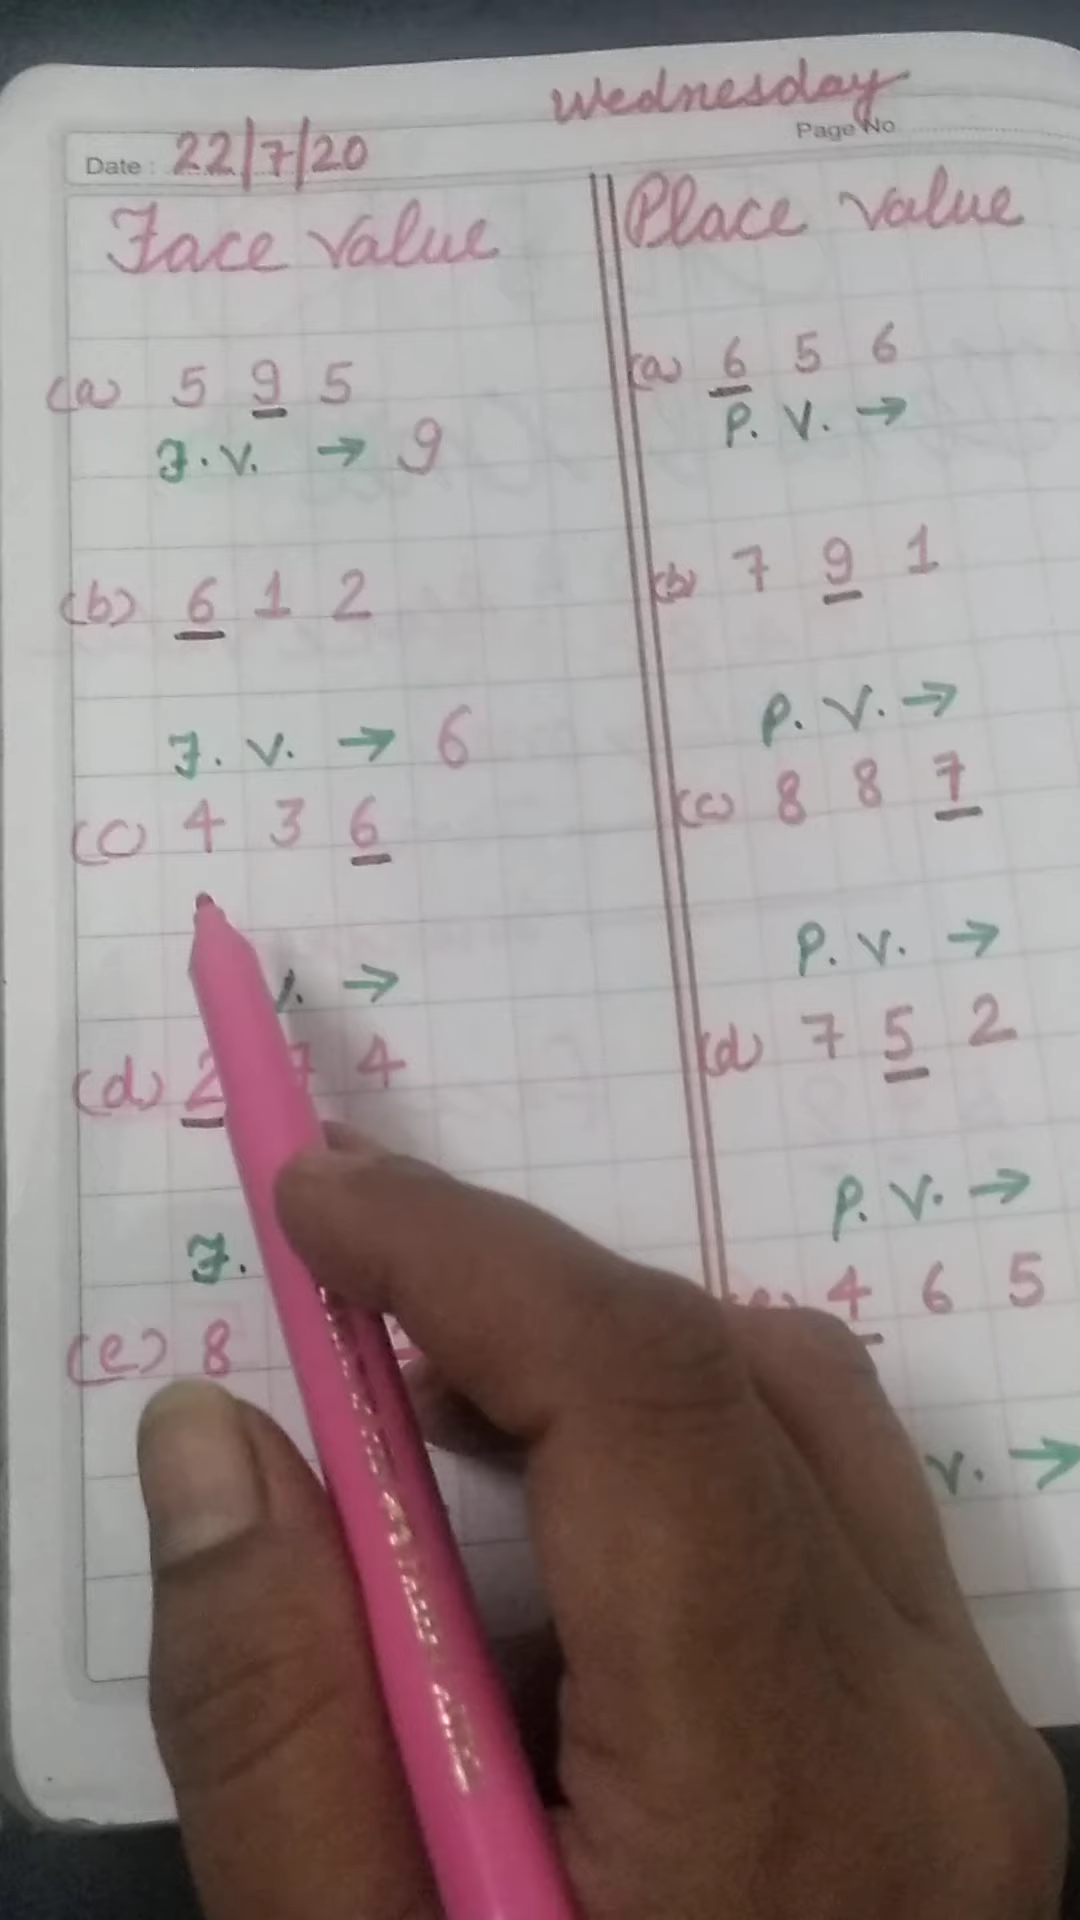 Wednesday
Page No
Date : 22/7/20
Face Value
(a) 5 9 5
F. V. → 9
(b) 6 1 2
F. V. → 6
(c) 4 3 6
V. →
(d) 2 7 4
F.
(e) 8
Place Value
(a) 6 5 6
P. V. →
(b) 7 9 1
P. V. →
(c) 8 8 7
P. V. →
(d) 7 5 2
P. V. →
(e) 4 6 5
V. →